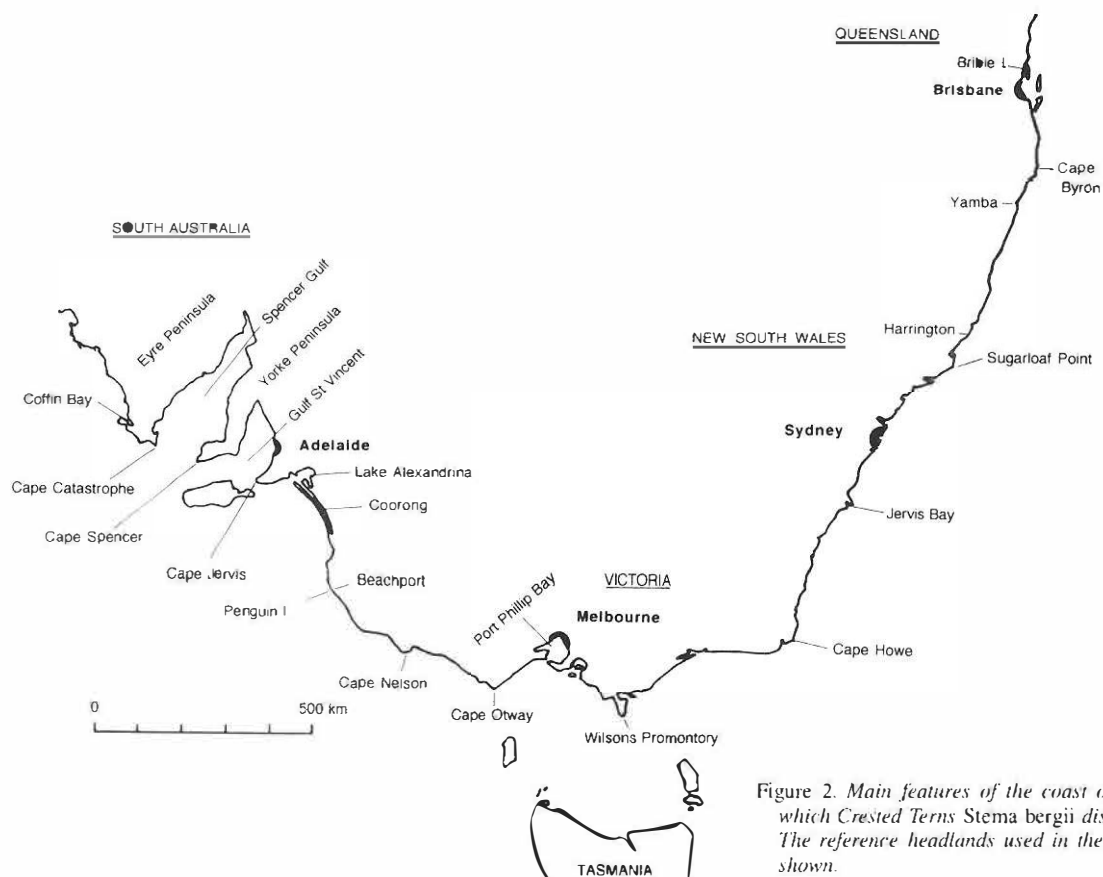 QUEENSLAND
Bribie I.
Brisbane
Cape
Byron
Yamba
SOUTH AUSTRALIA
Eyre Peninsula
Spencer Gulf
Yorke Peninsula
Gulf St Vincent
NEW SOUTH WALES
Harrington
Sugarloaf Point
Coffin Bay
Adelaide
Sydney
Cape Catastrophe
Lake Alexandrina
Coorong
Jervis Bay
Cape Spencer
Cape Jervis
Beachport
Penguin I
VICTORIA
Port Phillip Bay
Melbourne
Cape Howe
Cape Nelson
0 500 km
Cape Otway
Wilsons Promontory
TASMANIA
Figure 2. Main features of the coast
which Crested Terns Stema bergii
The reference headlands used in the
shown.